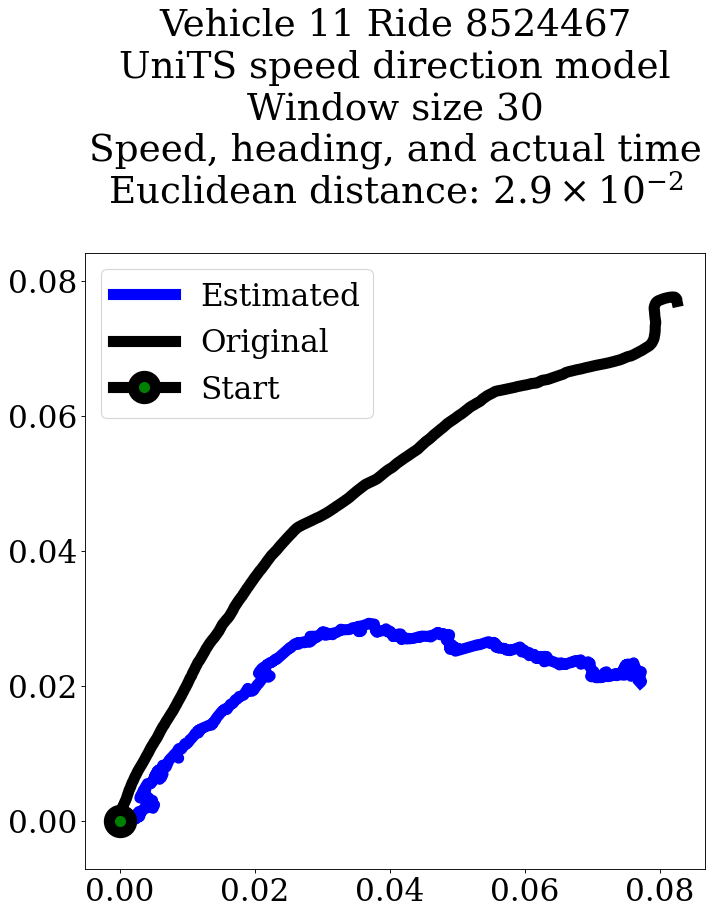 Vehicle 11 Ride 8524467
UniTS speed direction model
Window size 30
Speed, heading, and actual time
Euclidean distance: 2.9 × 10⁻²
Estimated
Original
Start
0.08
0.06
0.04
0.02
0.00
0.00 0.02 0.04 0.06 0.08